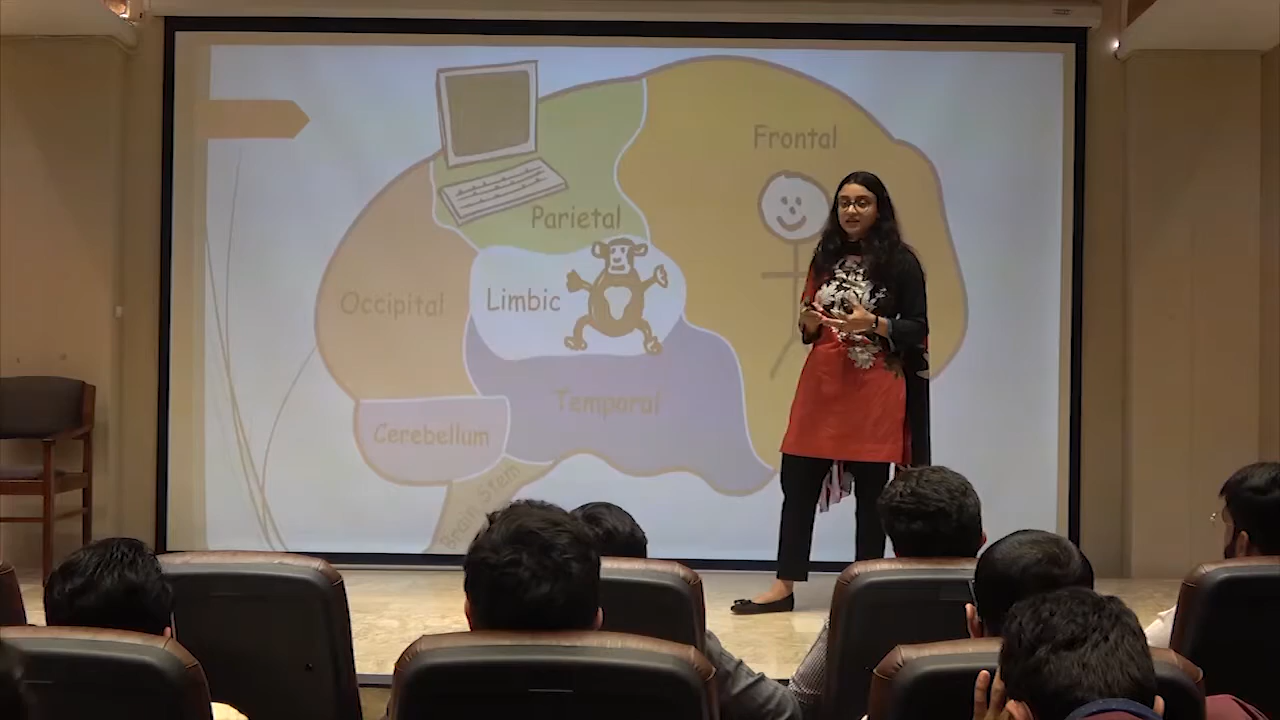 Frontal
Parietal
Limbic
Occipital
Temporal
Cerebellum
Brain Stem